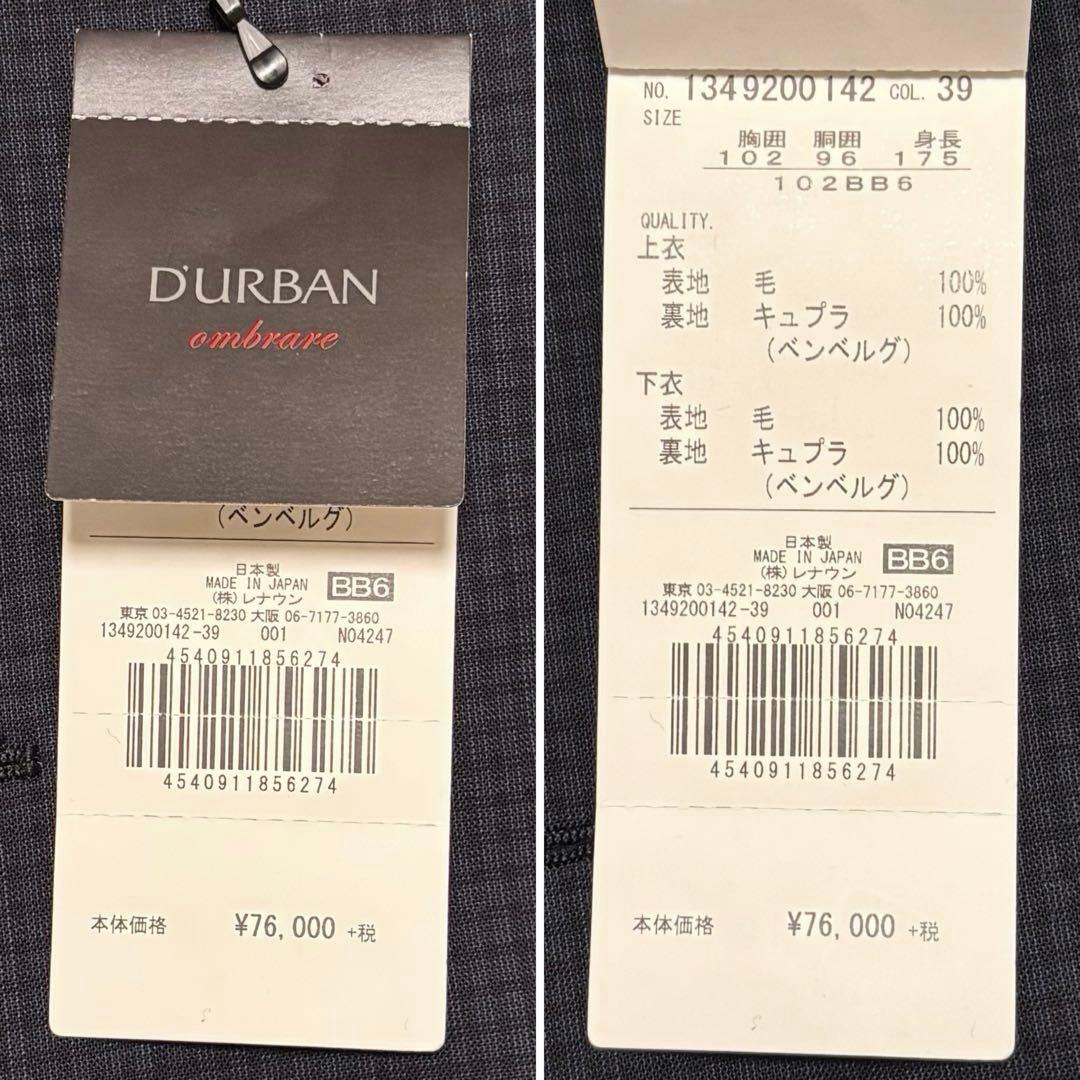 D'URBAN
ombrare
(ベンベルグ)
日本製
MADE IN JAPAN
(株)レナウン
BB6
東京 03-4521-8230 大阪 06-7177-3860
1349200142-39 001 N04247
4540911856274
4540911856274
本体価格 ¥76,000 +税
NO. 1349200142 COL. 39
SIZE
胸囲 胴囲 身長
102 96 175
102BB6
QUALITY.
上衣
表地 毛 100%
裏地 キュプラ 100%
(ベンベルグ)
下衣
表地 毛 100%
裏地 キュプラ 100%
(ベンベルグ)
日本製
MADE IN JAPAN
(株)レナウン
BB6
東京 03-4521-8230 大阪 06-7177-3860
1349200142-39 001 N04247
4540911856274
4540911856274
本体価格 ¥76,000 +税